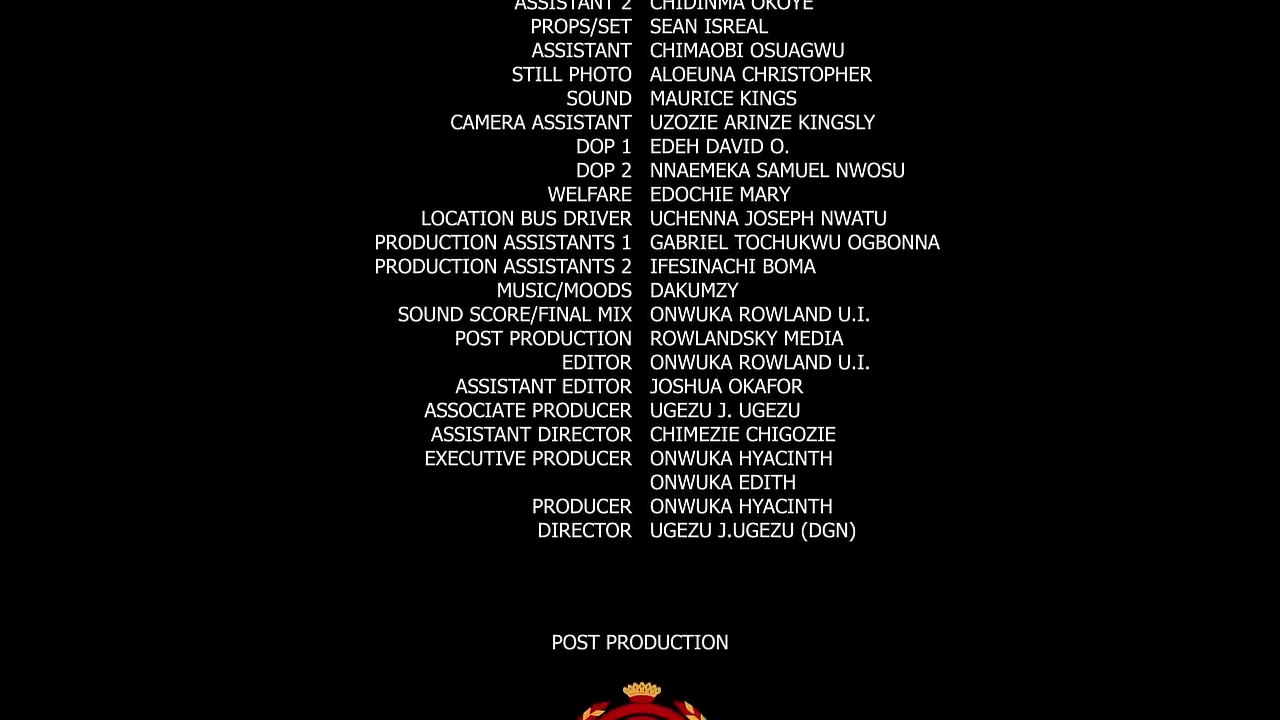 ASSISTANT 2 CHIDINMA OKOYE
PROPS/SET SEAN ISREAL
ASSISTANT CHIMAOBI OSUAGWU
STILL PHOTO ALOEUNA CHRISTOPHER
SOUND MAURICE KINGS
CAMERA ASSISTANT UZOZIE ARINZE KINGSLY
DOP 1 EDEH DAVID O.
DOP 2 NNAEMEKA SAMUEL NWOSU
WELFARE EDOCHIE MARY
LOCATION BUS DRIVER UCHENNA JOSEPH NWATU
PRODUCTION ASSISTANTS 1 GABRIEL TOCHUKWU OGBONNA
PRODUCTION ASSISTANTS 2 IFESINACHI BOMA
MUSIC/MOODS DAKUMZY
SOUND SCORE/FINAL MIX ONWUKA ROWLAND U.I.
POST PRODUCTION ROWLANDSKY MEDIA
EDITOR ONWUKA ROWLAND U.I.
ASSISTANT EDITOR JOSHUA OKAFOR
ASSOCIATE PRODUCER UGEZU J. UGEZU
ASSISTANT DIRECTOR CHIMEZIE CHIGOZIE
EXECUTIVE PRODUCER ONWUKA HYACINTH
ONWUKA EDITH
PRODUCER ONWUKA HYACINTH
DIRECTOR UGEZU J.UGEZU (DGN)
POST PRODUCTION